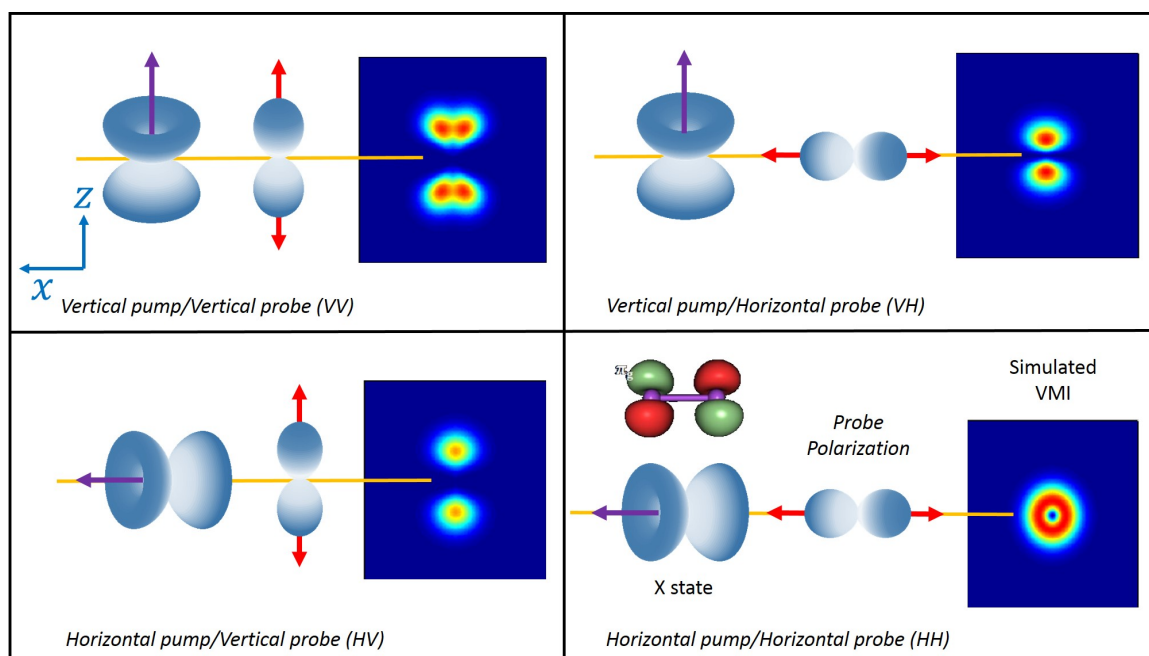 z
x
Vertical pump/Vertical probe (VV)
Vertical pump/Horizontal probe (VH)
Horizontal pump/Vertical probe (HV)
Simulated
VMI
Probe
Polarization
X state
Horizontal pump/Horizontal probe (HH)